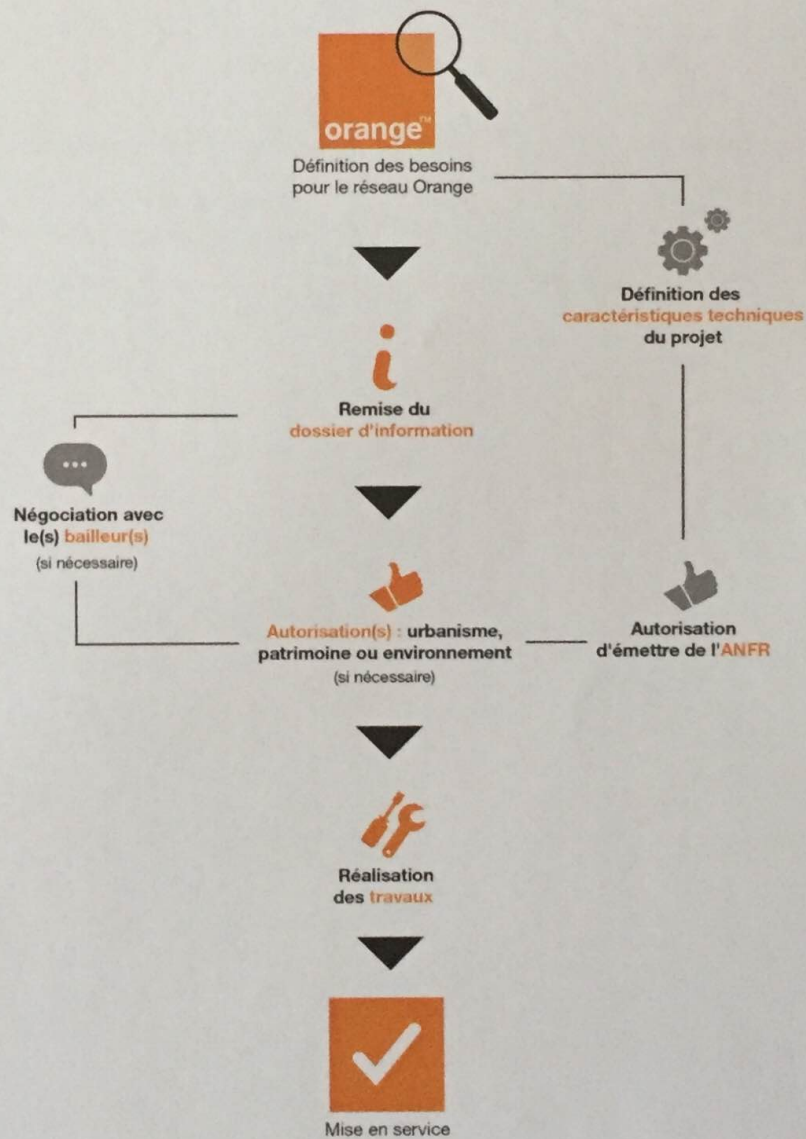 orange™
Définition des besoins
pour le réseau Orange
Définition des
caractéristiques techniques
du projet
Remise du
dossier d'information
Négociation avec
le(s) bailleur(s)
(si nécessaire)
Autorisation(s) : urbanisme,
patrimoine ou environnement
(si nécessaire)
Autorisation
d'émettre de l'ANFR
Réalisation
des travaux
Mise en service